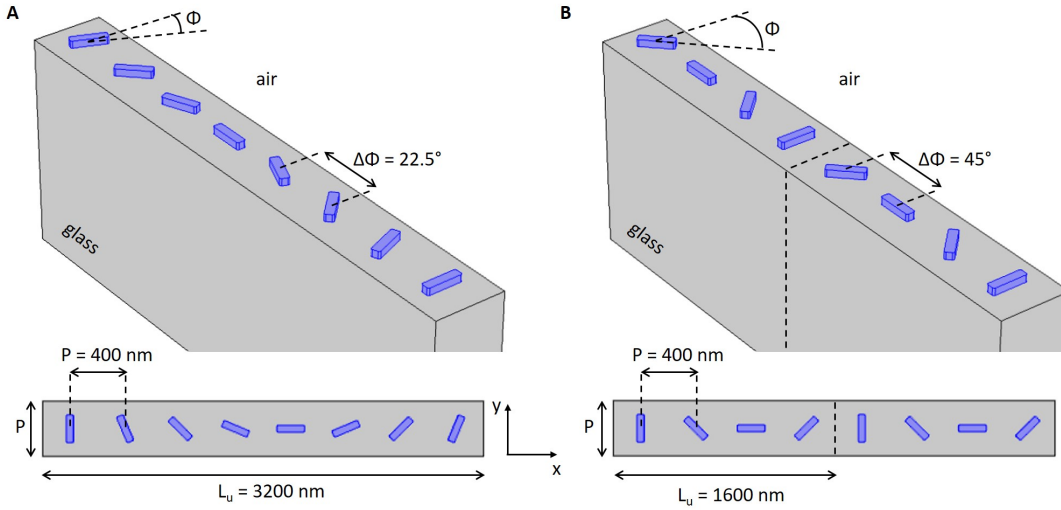 A
Φ
air
ΔΦ = 22.5°
glass
P = 400 nm
P
y
x
L_u = 3200 nm
B
Φ
air
ΔΦ = 45°
glass
P = 400 nm
P
L_u = 1600 nm